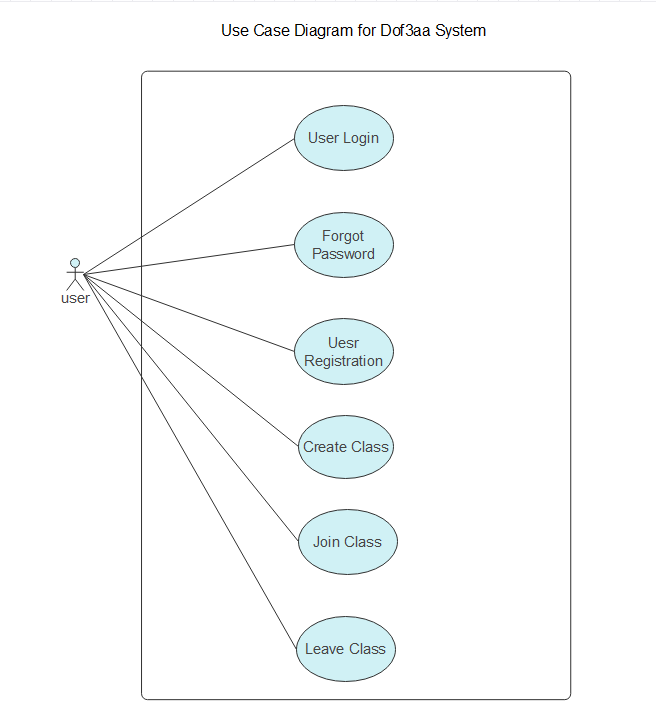 Use Case Diagram for Dof3aa System
User Login
Forgot
Password
user
Uesr
Registration
Create Class
Join Class
Leave Class